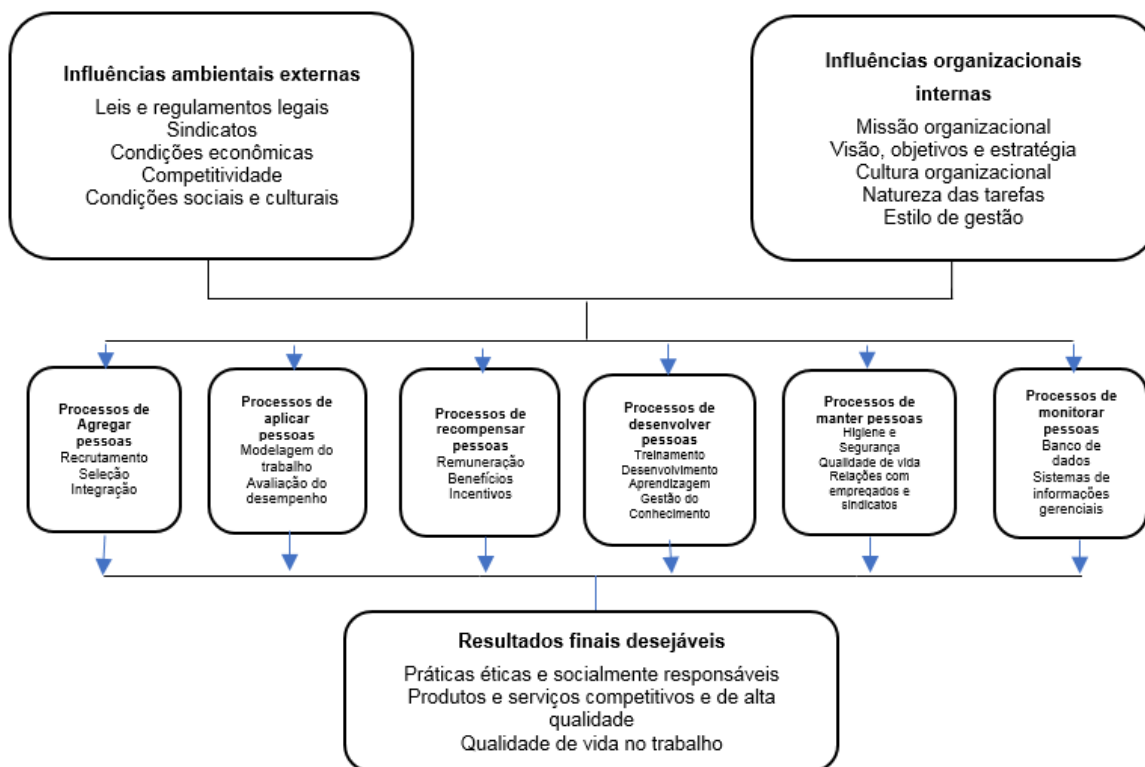 Influências ambientais externas
Leis e regulamentos legais
Sindicatos
Condições econômicas
Competitividade
Condições sociais e culturais
Influências organizacionais
internas
Missão organizacional
Visão, objetivos e estratégia
Cultura organizacional
Natureza das tarefas
Estilo de gestão
Processos de
Agregar
pessoas
Recrutamento
Seleção
Integração
Processos de
aplicar
pessoas
Modelagem do
trabalho
Avaliação do
desempenho
Processos de
recompensar
pessoas
Remuneração
Benefícios
Incentivos
Processos de
desenvolver
pessoas
Treinamento
Desenvolvimento
Aprendizagem
Gestão do
Conhecimento
Processos de
manter pessoas
Higiene e
Segurança
Qualidade de vida
Relações com
empregados e
sindicatos
Processos de
monitorar
pessoas
Banco de
dados
Sistemas de
informações
gerenciais
Resultados finais desejáveis
Práticas éticas e socialmente responsáveis
Produtos e serviços competitivos e de alta
qualidade
Qualidade de vida no trabalho